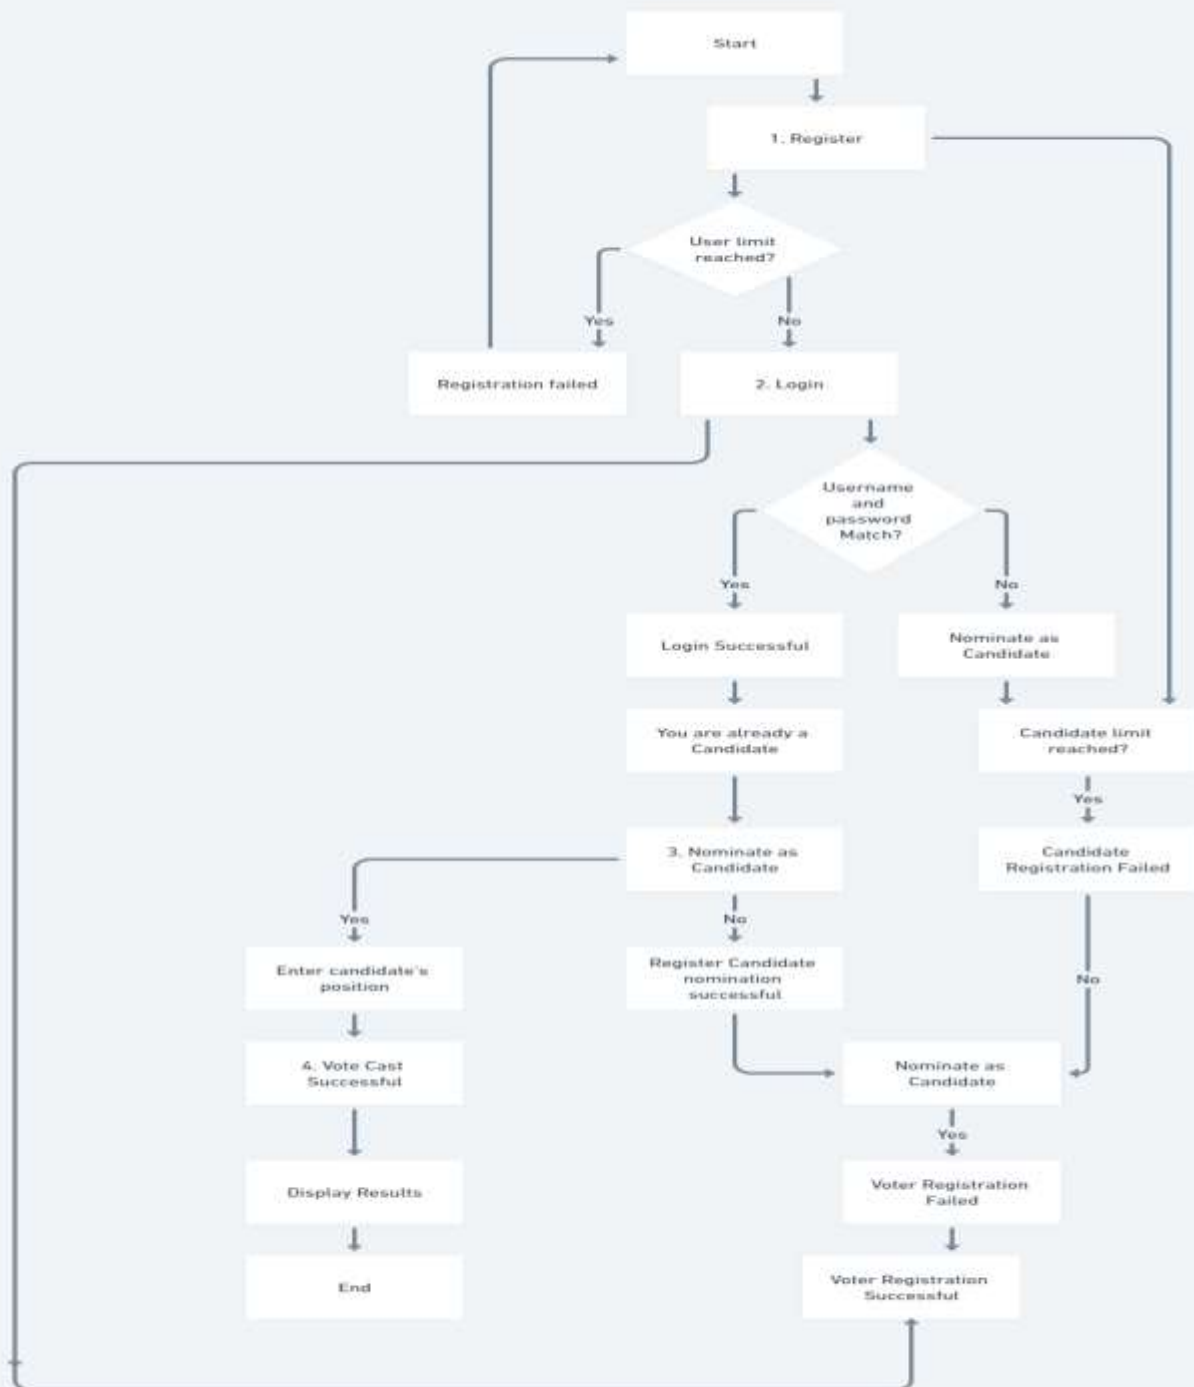 Start
1. Register
User limit
reached?
Yes
No
Registration failed
2. Login
Username
and
password
Match?
Yes
No
Login Successful
Nominate as
Candidate
You are already a
Candidate
Candidate limit
reached?
Yes
3. Nominate as
Candidate
Candidate
Registration Failed
Yes
No
Enter candidate's
position
Register Candidate
nomination
successful
No
4. Vote Cast
Successful
Nominate as
Candidate
Yes
Display Results
Voter Registration
Failed
End
Voter Registration
Successful